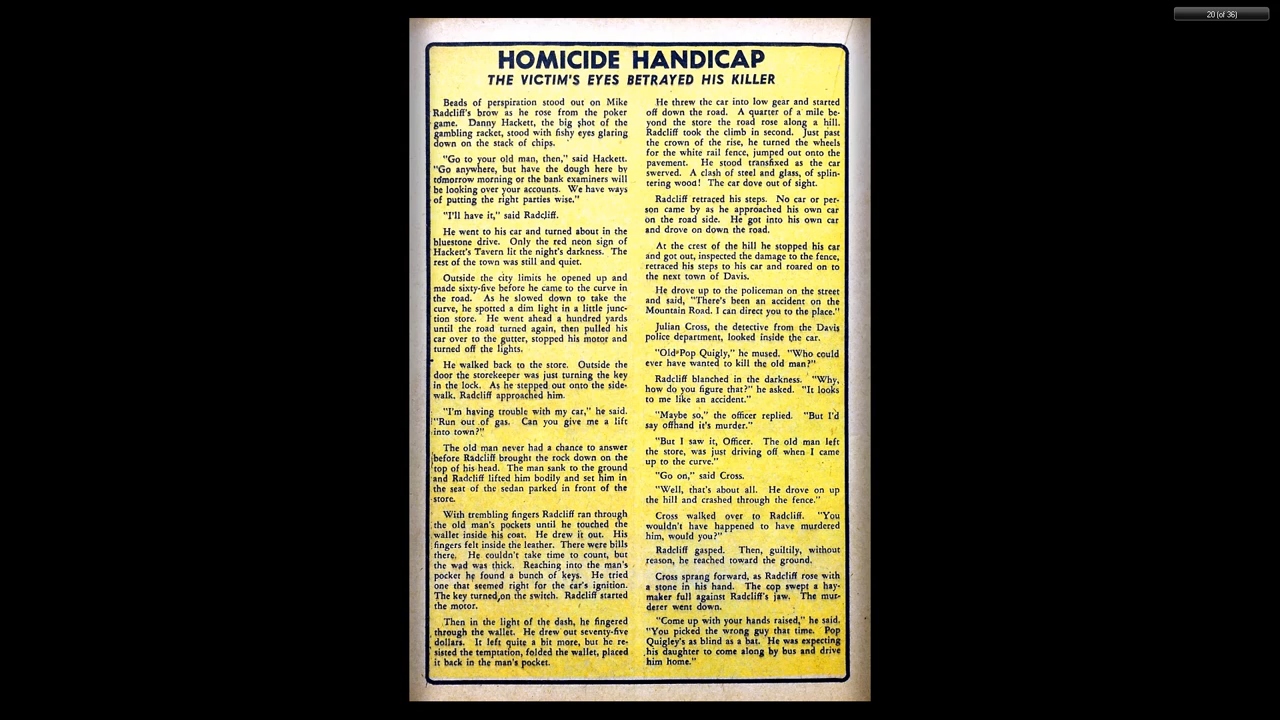 20 (of 36)
HOMICIDE HANDICAP
THE VICTIM'S EYES BETRAYED HIS KILLER
Beads of perspiration stood out on Mike
Radcliff's brow as he rose from the poker
game. Danny Hackett, the big shot of the
gambling racket, stood with fishy eyes glaring
down on the stack of chips.
"Go to your old man, then," said Hackett.
"Go anywhere, but have the dough here by
tomorrow morning or the bank examiners will
be looking over your accounts. We have ways
of putting the right parties wise."
"I'll have it," said Radcliff.
He went to his car and turned about in the
bluestone drive. Only the red neon sign of
Hackett's Tavern lit the night's darkness. The
rest of the town was still and quiet.
Outside the city limits he opened up and
made sixty-five before he came to the curve in
the road. As he slowed down to take the
curve, he spotted a dim light in a little junc-
tion store. He went ahead a hundred yards
until the road turned again, then pulled his
car over to the gutter, stopped his motor and
turned off the lights.
He walked back to the store. Outside the
door the storekeeper was just turning the key
in the lock. As he stepped out onto the side-
walk, Radcliff approached him.
"I'm having trouble with my car," he said.
"Run out of gas. Can you give me a lift
into town?"
The old man never had a chance to answer
before Radcliff brought the rock down on the
top of his head. The man sank to the ground
and Radcliff lifted him bodily and set him in
the seat of the sedan parked in front of the
store.
With trembling fingers Radcliff ran through
the old man's pockets until he touched the
wallet inside his coat. He drew it out. His
fingers felt inside the leather. There were bills
there. He couldn't take time to count, but
the wad was thick. Reaching into the man's
pocket he found a bunch of keys. He tried
one that seemed right for the car's ignition.
The key turned on the switch. Radcliff started
the motor.
Then in the light of the dash, he fingered
through the wallet. He drew out seventy-five
dollars. It left quite a bit more, but he re-
sisted the temptation, folded the wallet, placed
it back in the man's pocket.
He threw the car into low gear and started
off down the road. A quarter of a mile be-
yond the store the road rose along a hill.
Radcliff took the climb in second. Just past
the crown of the rise, he turned the wheels
for the white rail fence, jumped out onto the
pavement. He stood transfixed as the car
swerved. A clash of steel and glass, of splin-
tering wood! The car dove out of sight.
Radcliff retraced his steps. No car or per-
son came by as he approached his own car
on the road side. He got into his own car
and drove on down the road.
At the crest of the hill he stopped his car
and got out, inspected the damage to the fence,
retraced his steps to his car and roared on to
the next town of Davis.
He drove up to the policeman on the street
and said, "There's been an accident on the
Mountain Road. I can direct you to the place."
Julian Cross, the detective from the Davis
police department, looked inside the car.
"Old Pop Quigly," he mused. "Who could
ever have wanted to kill the old man?"
Radcliff blanched in the darkness. "Why,
how do you figure that?" he asked. "It looks
to me like an accident."
"Maybe so," the officer replied. "But I'd
say offhand it's murder."
"But I saw it, Officer. The old man left
the store, was just driving off when I came
up to the curve."
"Go on," said Cross.
"Well, that's about all. He drove on up
the hill and crashed through the fence."
Cross walked over to Radcliff. "You
wouldn't have happened to have murdered
him, would you?"
Radcliff gasped. Then, guiltily, without
reason, he reached toward the ground.
Cross sprang forward, as Radcliff rose with
a stone in his hand. The cop swept a hay-
maker full against Radcliff's jaw. The mur-
derer went down.
"Come up with your hands raised," he said.
"You picked the wrong guy that time. Pop
Quigley's as blind as a bat. He was expecting
his daughter to come along by bus and drive
him home."